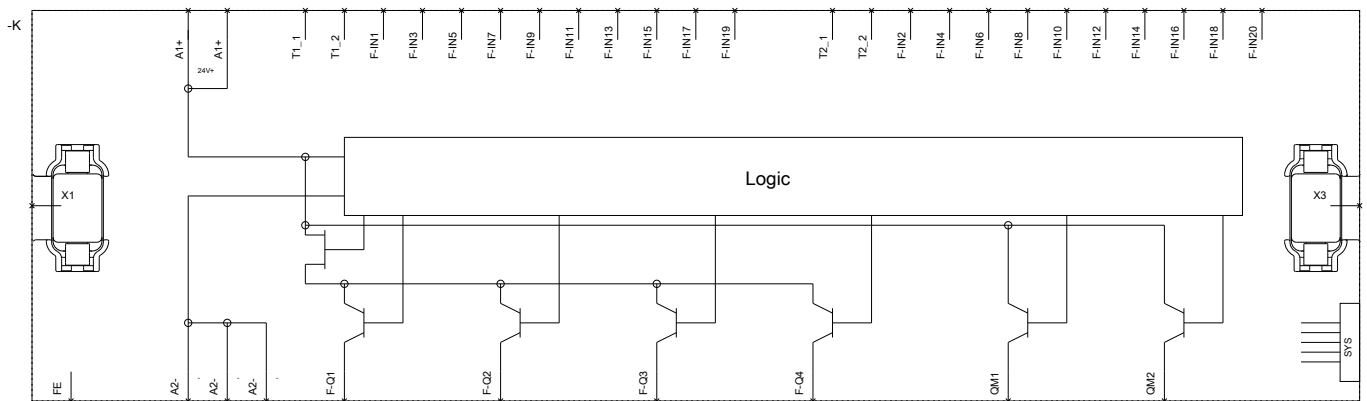 -K
A1+
A1+
24V+
T1_1
T1_2
F-IN1
F-IN3
F-IN5
F-IN7
F-IN9
F-IN11
F-IN13
F-IN15
F-IN17
F-IN19
T2_1
T2_2
F-IN2
F-IN4
F-IN6
F-IN8
F-IN10
F-IN12
F-IN14
F-IN16
F-IN18
F-IN20
X1
Logic
X3
SYS
FE
A2-
A2-
A2-
F-Q1
F-Q2
F-Q3
F-Q4
QM1
QM2